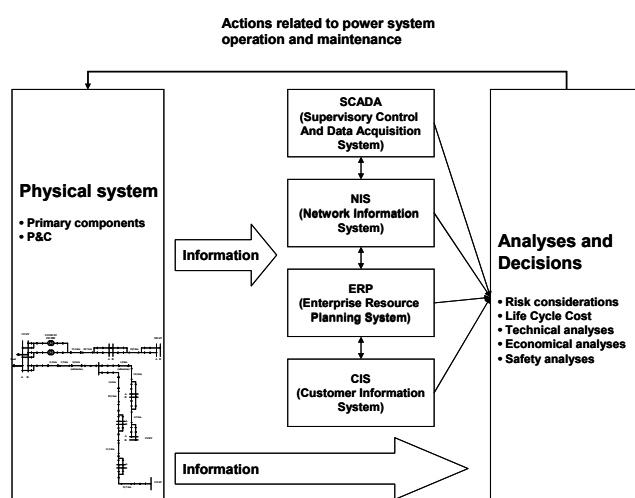 Actions related to power system
operation and maintenance
Physical system
• Primary components
• P&C
Information
SCADA
(Supervisory Control
And Data Acquisition
System)
NIS
(Network Information
System)
ERP
(Enterprise Resource
Planning System)
CIS
(Customer Information
System)
Information
Analyses and
Decisions
• Risk considerations
• Life Cycle Cost
• Technical analyses
• Economical analyses
• Safety analyses